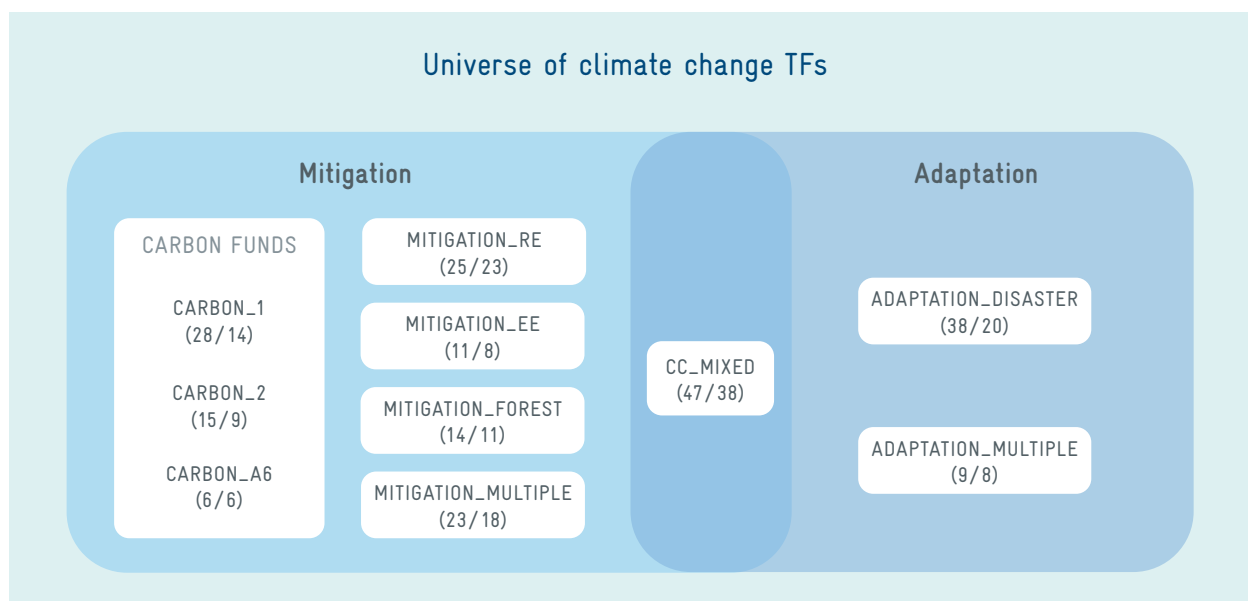 Universe of climate change TFs
Mitigation
CARBON FUNDS
CARBON_1
(28/14)
CARBON_2
(15/9)
CARBON_A6
(6/6)
MITIGATION_RE
(25/23)
MITIGATION_EE
(11/8)
MITIGATION_FOREST
(14/11)
MITIGATION_MULTIPLE
(23/18)
CC_MIXED
(47/38)
Adaptation
ADAPTATION_DISASTER
(38/20)
ADAPTATION_MULTIPLE
(9/8)